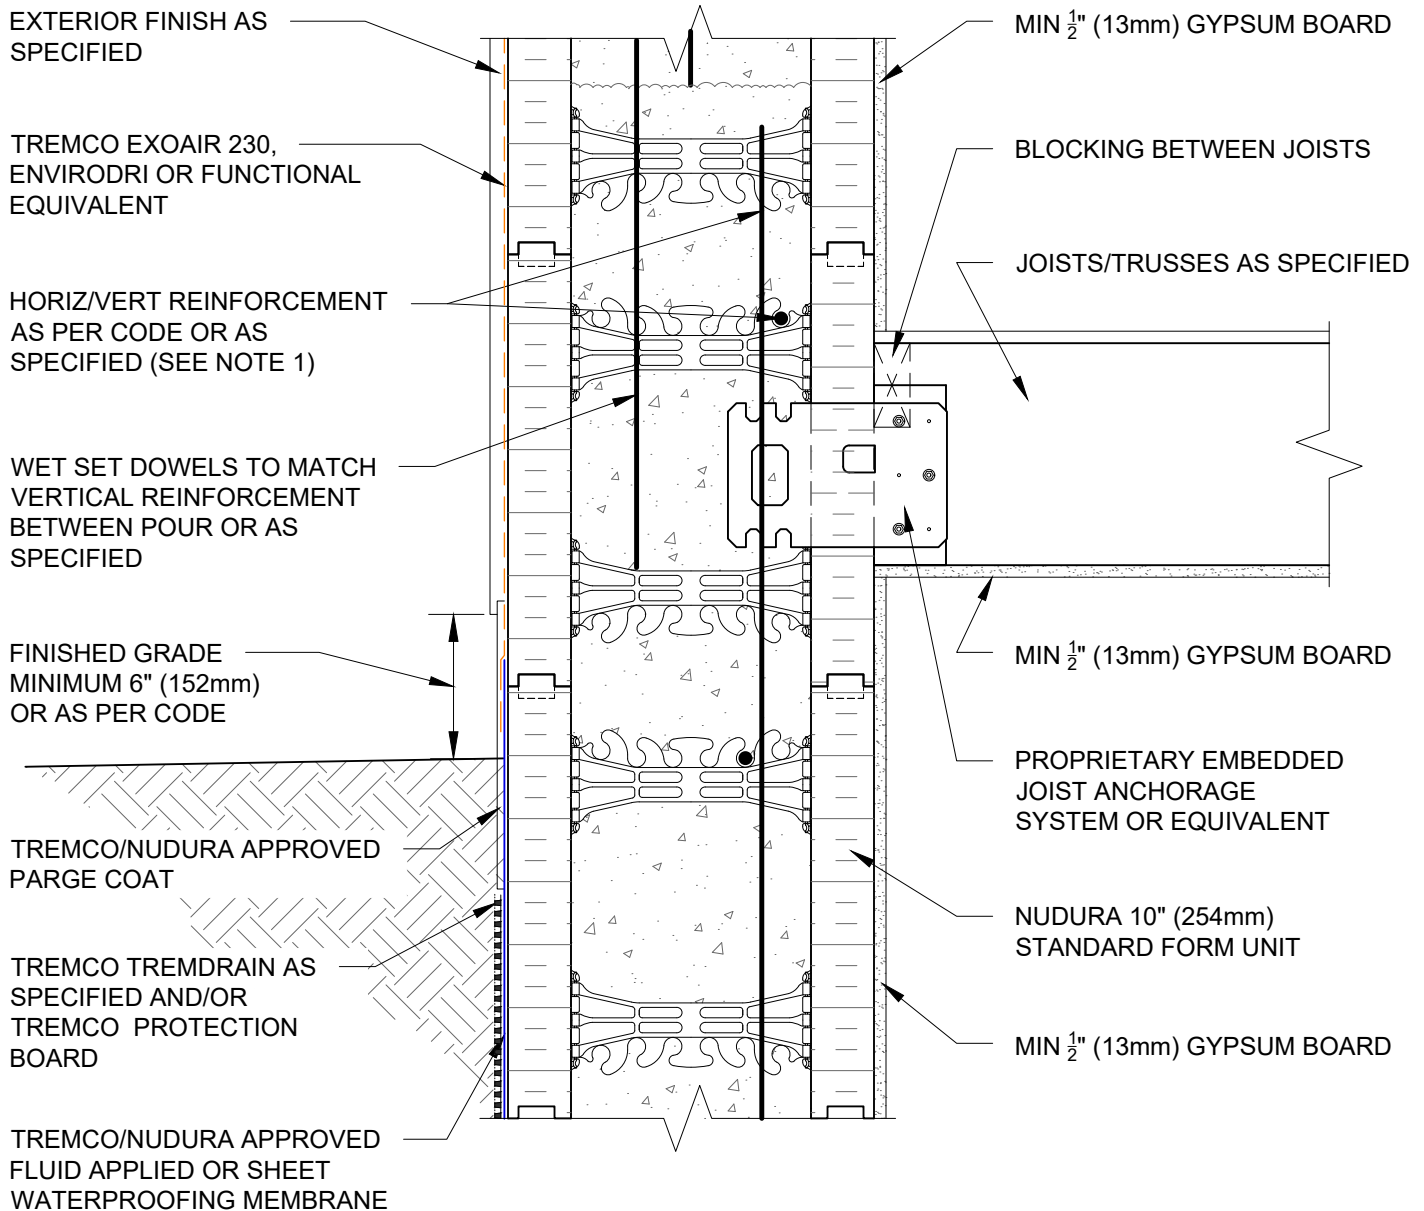 EXTERIOR FINISH AS
SPECIFIED
TREMCO EXOAIR 230,
ENVIRODRI OR FUNCTIONAL
EQUIVALENT
HORIZ/VERT REINFORCEMENT
AS PER CODE OR AS
SPECIFIED (SEE NOTE 1)
WET SET DOWELS TO MATCH
VERTICAL REINFORCEMENT
BETWEEN POUR OR AS
SPECIFIED
FINISHED GRADE
MINIMUM 6" (152mm)
OR AS PER CODE
TREMCO/NUDURA APPROVED
PARGE COAT
TREMCO TREMDRAIN AS
SPECIFIED AND/OR
TREMCO PROTECTION
BOARD
TREMCO/NUDURA APPROVED
FLUID APPLIED OR SHEET
WATERPROOFING MEMBRANE
MIN 1/2" (13mm) GYPSUM BOARD
BLOCKING BETWEEN JOISTS
JOISTS/TRUSSES AS SPECIFIED
MIN 1/2" (13mm) GYPSUM BOARD
PROPRIETARY EMBEDDED
JOIST ANCHORAGE
SYSTEM OR EQUIVALENT
NUDURA 10" (254mm)
STANDARD FORM UNIT
MIN 1/2" (13mm) GYPSUM BOARD